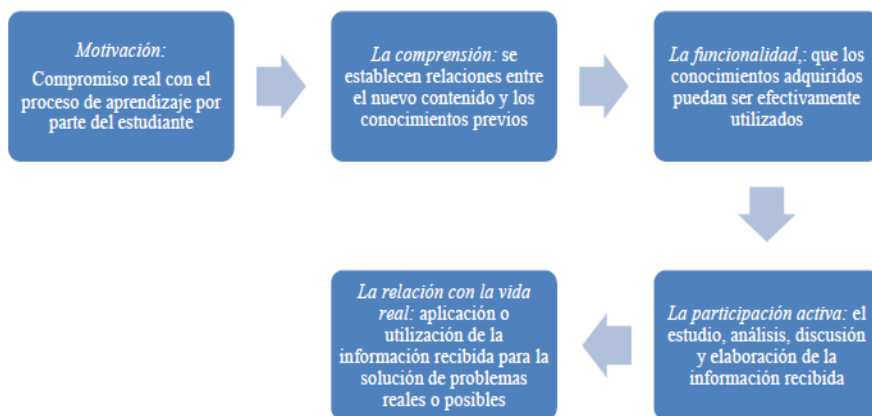 Motivación:
Compromiso real con el
proceso de aprendizaje por
parte del estudiante
La comprensión: se
establecen relaciones entre
el nuevo contenido y los
conocimientos previos
La funcionalidad,: que los
conocimientos adquiridos
puedan ser efectivamente
utilizados
La participación activa: el
estudio, análisis, discusión
y elaboración de la
información recibida
La relación con la vida
real: aplicación o
utilización de la
información recibida para la
solución de problemas
reales o posibles